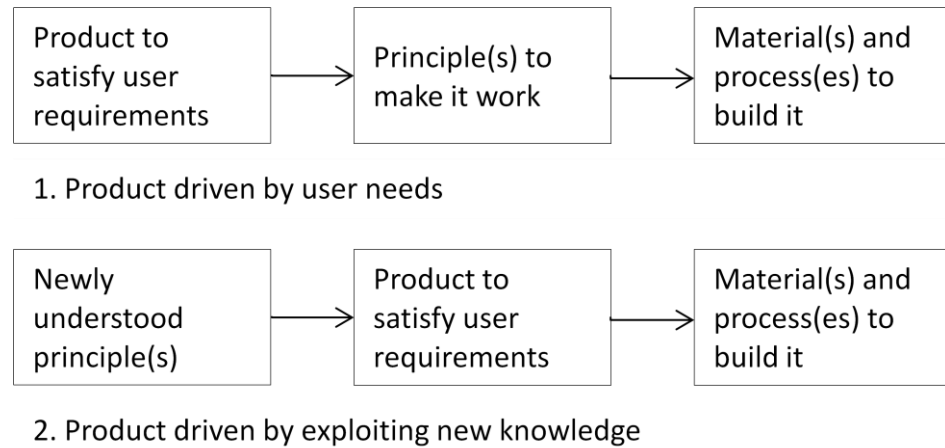 Product to
satisfy user
requirements
Principle(s) to
make it work
Material(s) and
process(es) to
build it
1. Product driven by user needs
Newly
understood
principle(s)
Product to
satisfy user
requirements
Material(s) and
process(es) to
build it
2. Product driven by exploiting new knowledge